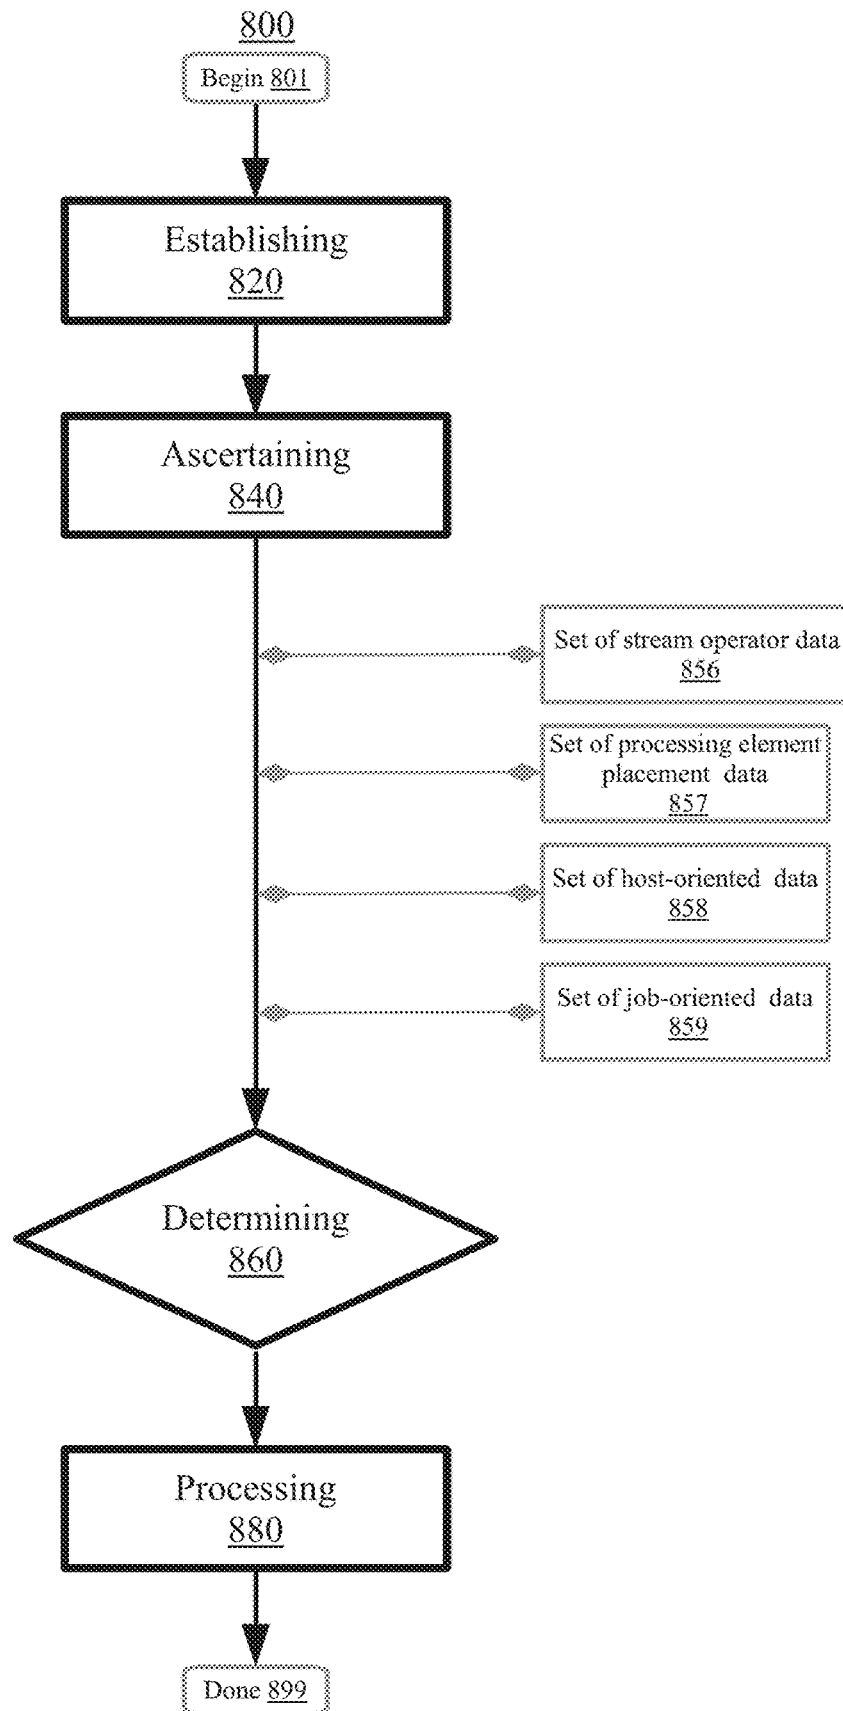 800
Begin 801
Establishing
820
Ascertaining
840
Set of stream operator data
856
Set of processing element
placement data
857
Set of host-oriented data
858
Set of job-oriented data
859
Determining
860
Processing
880
Done 899